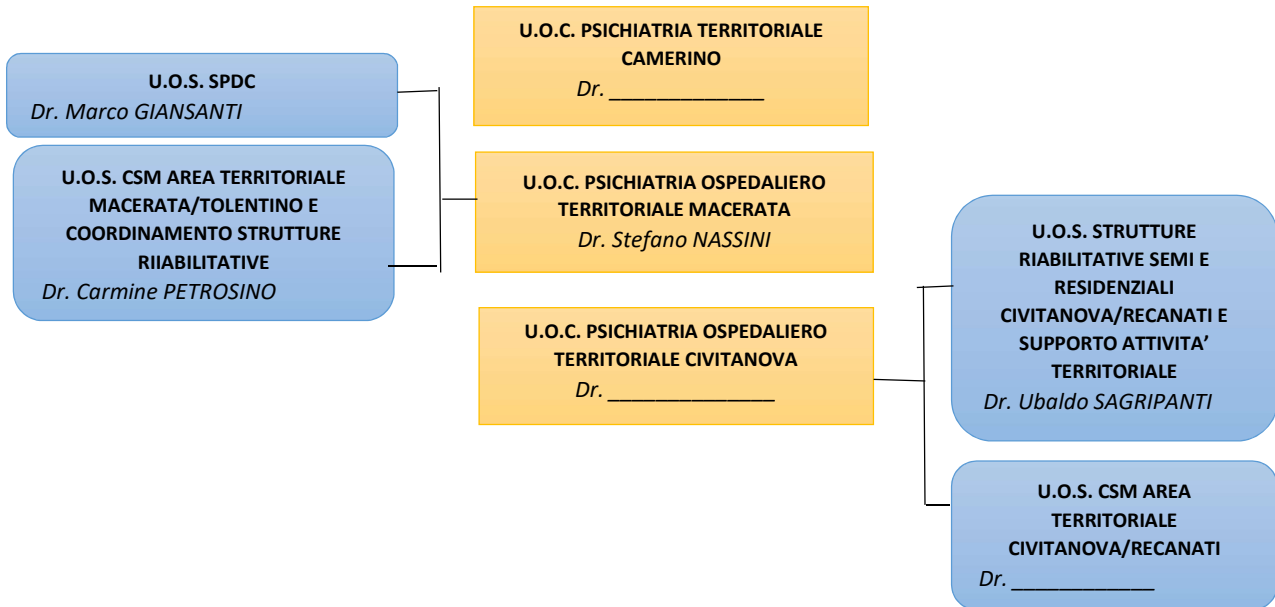 U.O.C. PSICHIATRIA TERRITORIALE
CAMERINO
Dr. _____________
U.O.S. SPDC
Dr. Marco GIANSANTI
U.O.S. CSM AREA TERRITORIALE
MACERATA/TOLENTINO E
COORDINAMENTO STRUTTURE
RIIABILITATIVE
Dr. Carmine PETROSINO
U.O.C. PSICHIATRIA OSPEDALIERO
TERRITORIALE MACERATA
Dr. Stefano NASSINI
U.O.C. PSICHIATRIA OSPEDALIERO
TERRITORIALE CIVITANOVA
Dr. ______________
U.O.S. STRUTTURE
RIABILITATIVE SEMI E
RESIDENZIALI
CIVITANOVA/RECANATI E
SUPPORTO ATTIVITA’
TERRITORIALE
Dr. Ubaldo SAGRIPANTI
U.O.S. CSM AREA
TERRITORIALE
CIVITANOVA/RECANATI
Dr. ____________